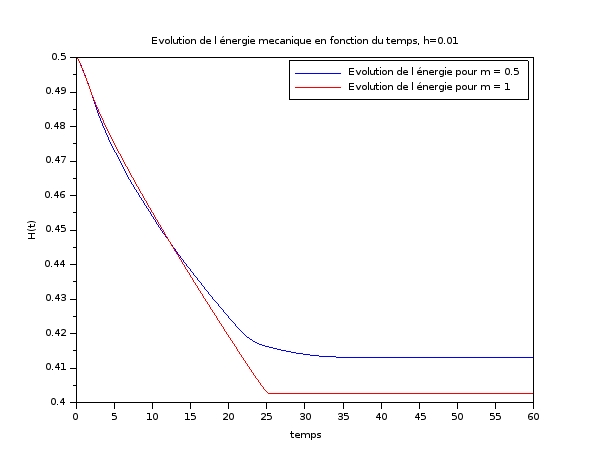 Evolution de l énergie mecanique en fonction du temps, h=0.01
Evolution de l énergie pour m = 0.5
Evolution de l énergie pour m = 1
H(t)
0.5
0.49
0.48
0.47
0.46
0.45
0.44
0.43
0.42
0.41
0.4
0 5 10 15 20 25 30 35 40 45 50 55 60
temps